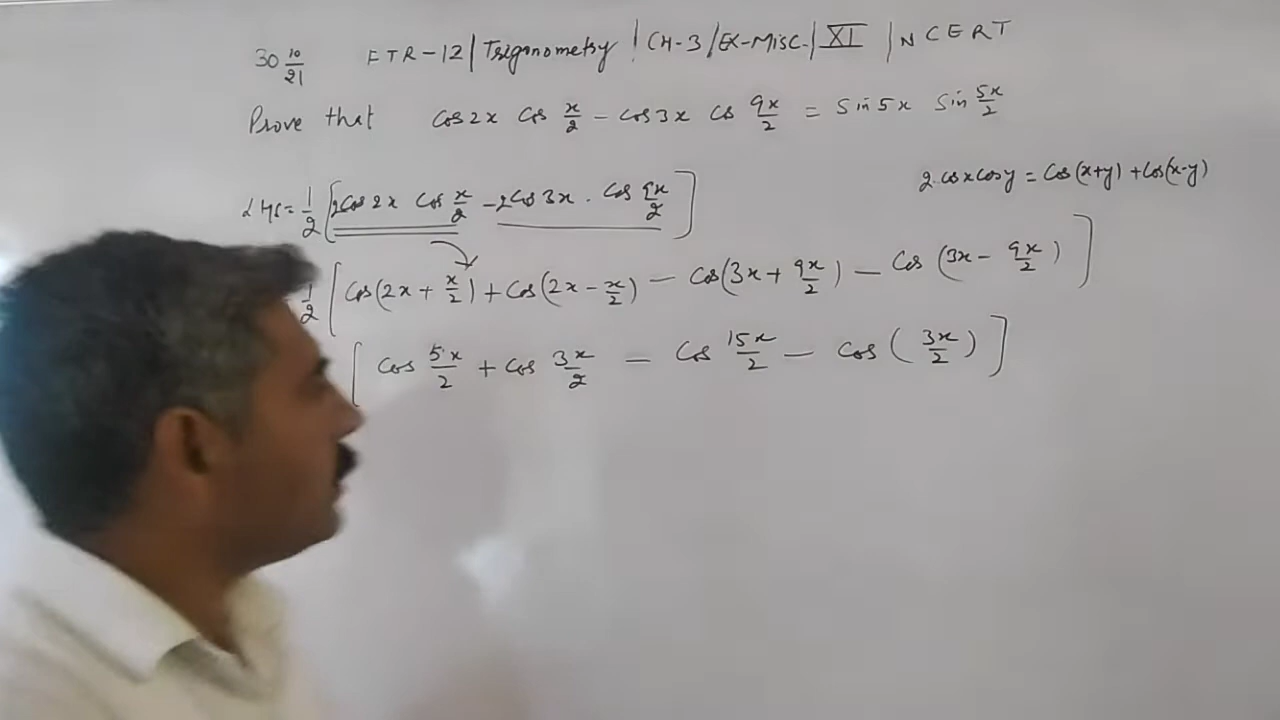 30 10/21 FTR-12 | Trigonometry | CH-3 / EX-Misc. | XI | NCERT
Prove that cos 2x cos x/2 - cos 3x cos 9x/2 = sin 5x sin 5x/2
2 cos x cos y = cos(x+y) + cos(x-y)
LHS = 1/2 [2cos 2x cos x/2 - 2cos 3x . cos 9x/2]
1/2 [cos(2x + x/2) + cos(2x - x/2) - cos(3x + 9x/2) - cos(3x - 9x/2)]
[cos 5x/2 + cos 3x/2 - cos 15x/2 - cos (3x/2)]